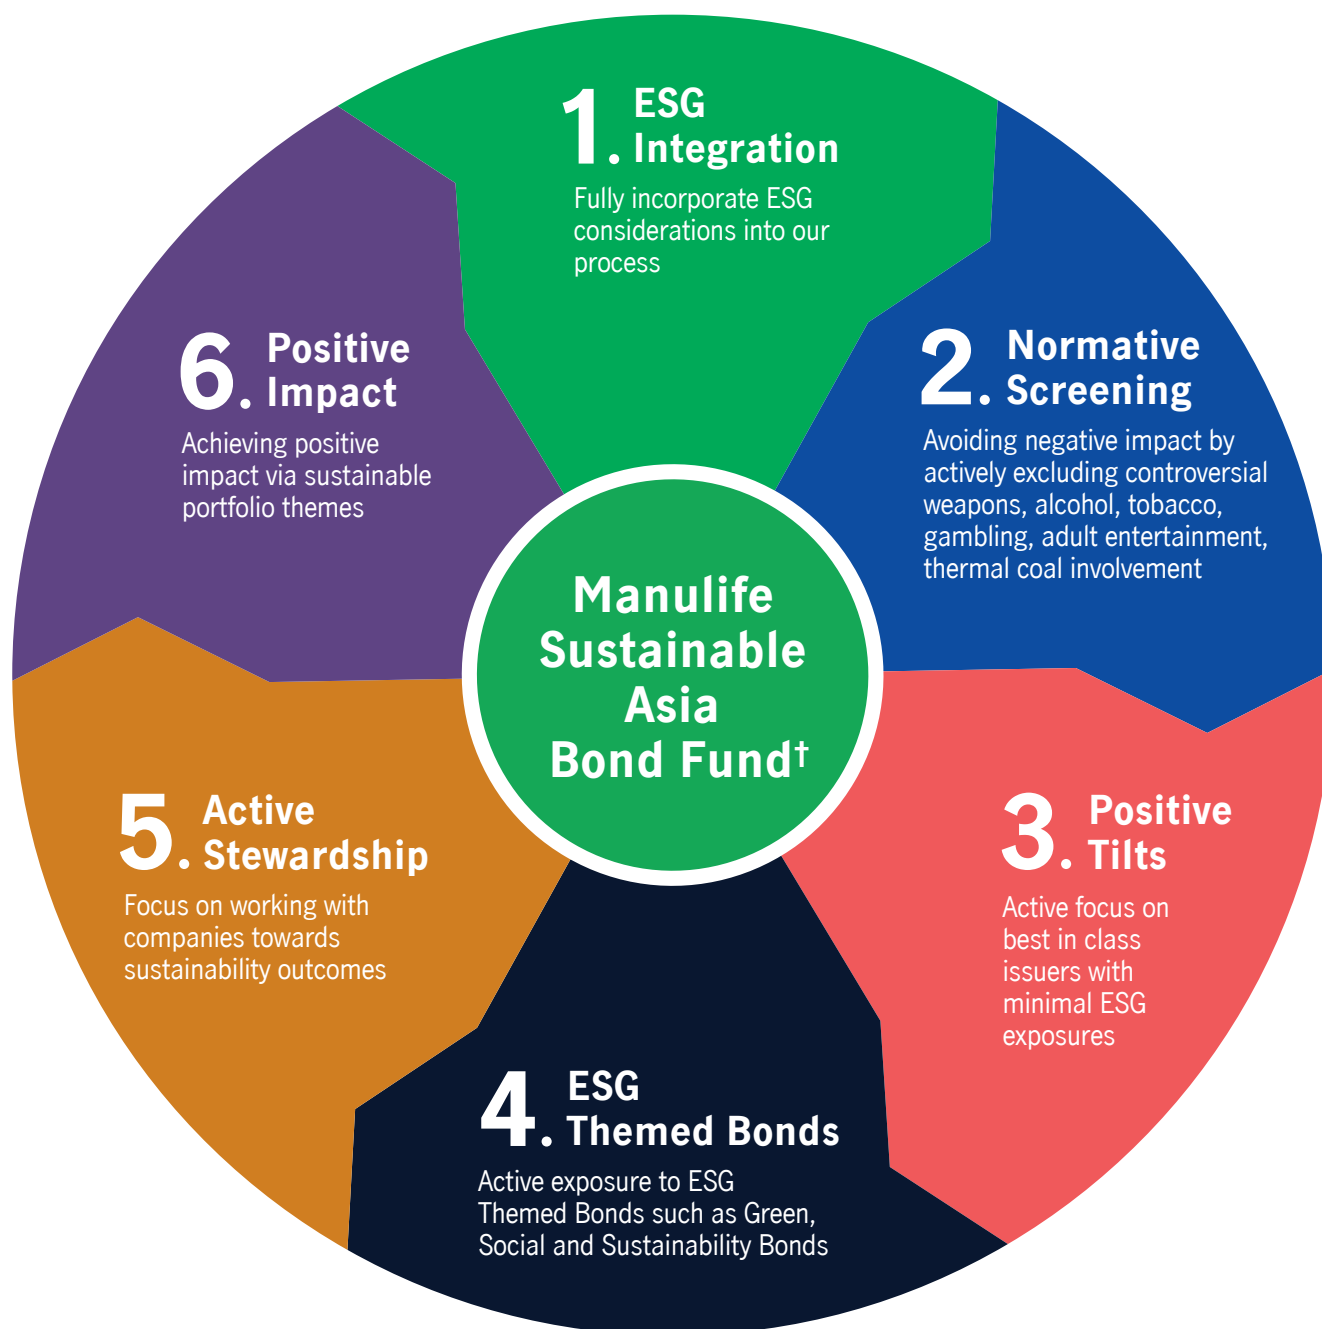 1. ESG
Integration
Fully incorporate ESG
considerations into our
process
2. Normative
Screening
Avoiding negative impact by
actively excluding controversial
weapons, alcohol, tobacco,
gambling, adult entertainment,
thermal coal involvement
3. Positive
Tilts
Active focus on
best in class
issuers with
minimal ESG
exposures
4. ESG
Themed Bonds
Active exposure to ESG
Themed Bonds such as Green,
Social and Sustainability Bonds
5. Active
Stewardship
Focus on working with
companies towards
sustainability outcomes
6. Positive
Impact
Achieving positive
impact via sustainable
portfolio themes
Manulife
Sustainable
Asia
Bond Fund†